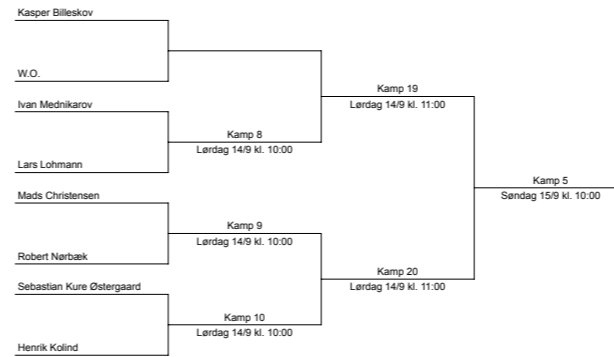 Kasper Billeskov
W.O.
Kamp 19
Lørdag 14/9 kl. 11:00
Ivan Mednikarov
Kamp 8
Lørdag 14/9 kl. 10:00
Lars Lohmann
Kamp 5
Søndag 15/9 kl. 10:00
Mads Christensen
Kamp 9
Lørdag 14/9 kl. 10:00
Robert Nørbæk
Kamp 20
Lørdag 14/9 kl. 11:00
Sebastian Kure Østergaard
Kamp 10
Lørdag 14/9 kl. 10:00
Henrik Kolind